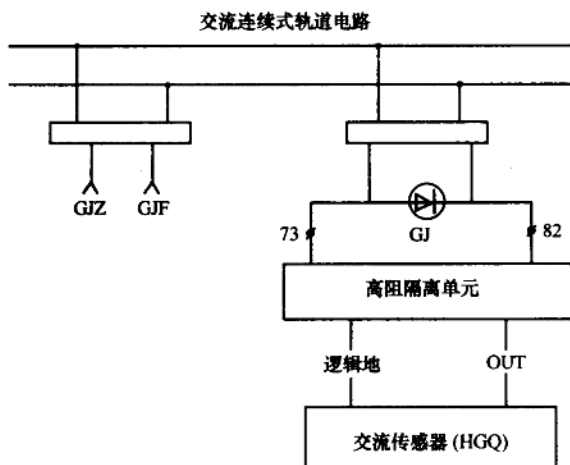 交流连续式轨道电路
GJZ GJF
73 GJ 82
高阻隔离单元
逻辑地 OUT
交流传感器 (HGQ)